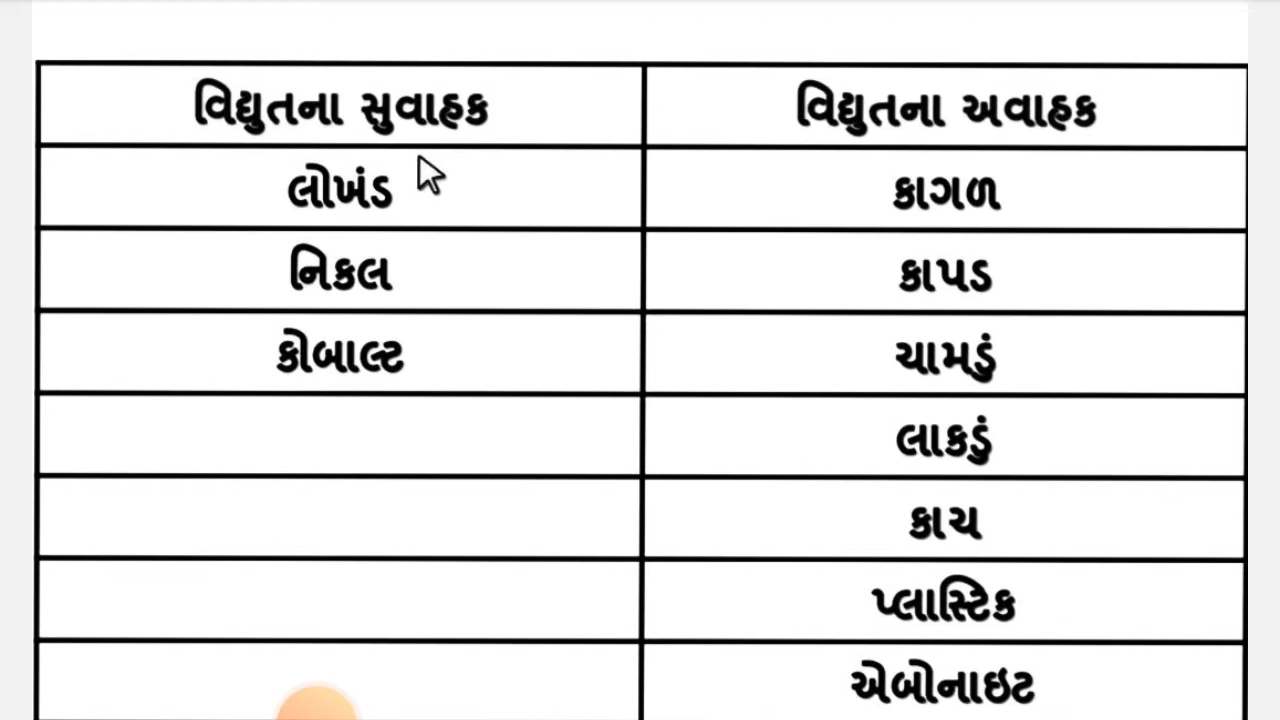 વિદ્યુતના સુવાહક વિદ્યુતના અવાહક
લોખંડ કાગળ
નિકલ કાપડ
કોબાલ્ટ ચામડું
લાકડું
કાચ
પ્લાસ્ટિક
એબોનાઇટ